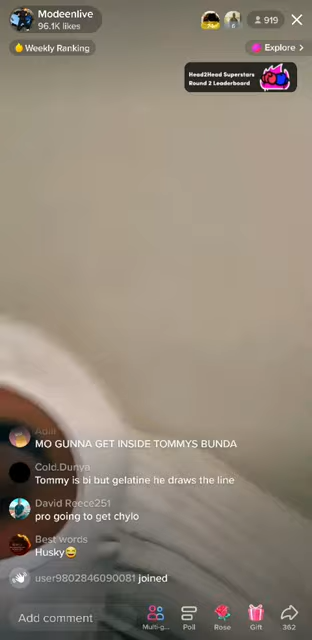 Modeenlive
96.1K likes
919
Weekly Ranking
Explore >
Head2Head Superstars
Round 2 Leaderboard
MO GUNNA GET INSIDE TOMMYS BUNDA
Cold.Dunya
Tommy is bi but gelatine he draws the line
David Reece251
pro going to get chylo
Best words
Husky😂
user9802846090081 joined
Add comment
Multi-g...
Poll
Rose
Gift
362